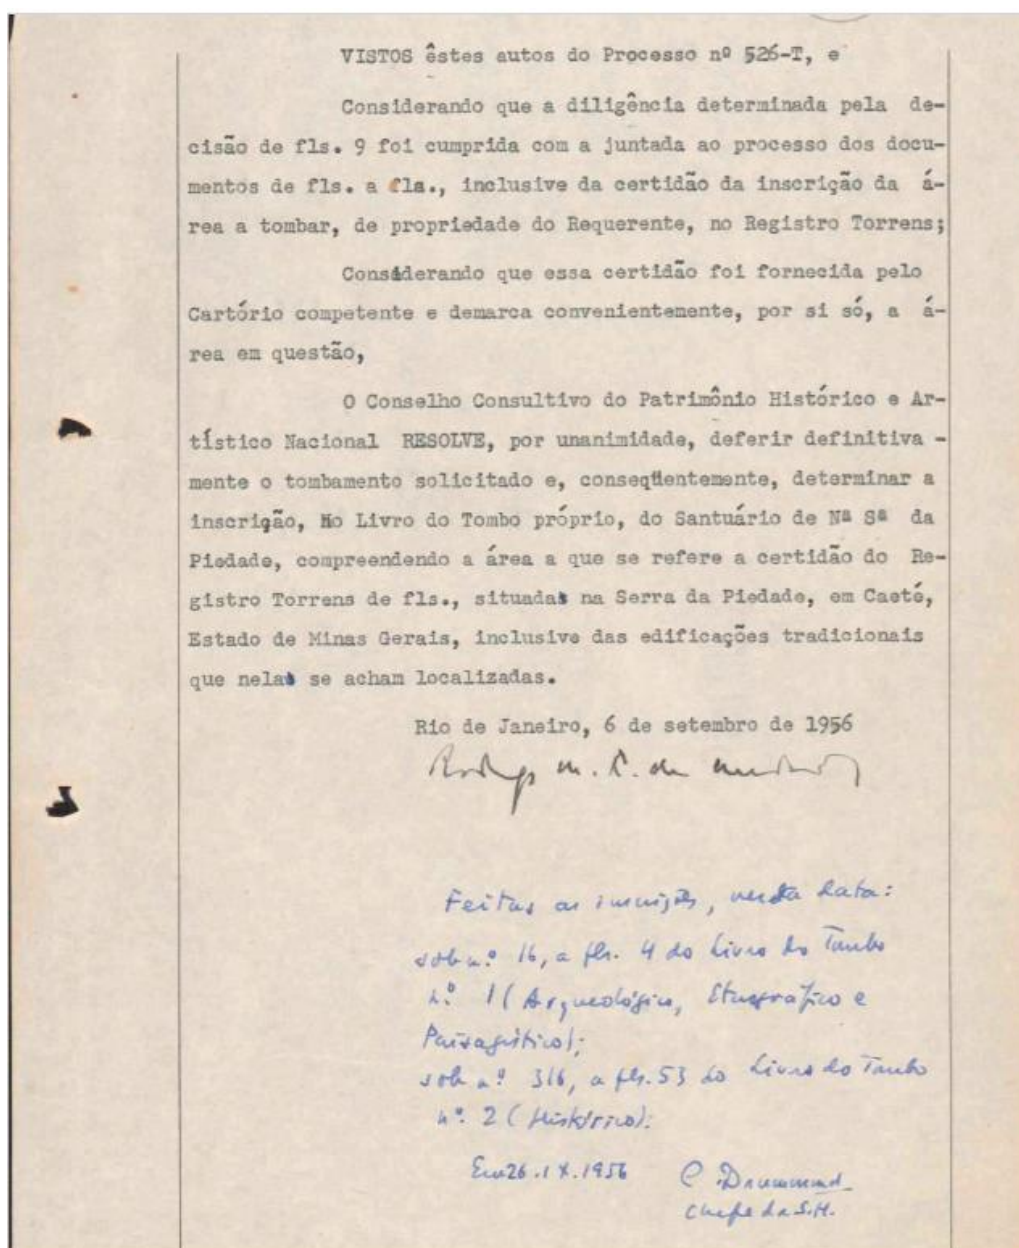 VISTOS êstes autos do Processo nº 526-T, e
Considerando que a diligência determinada pela de-
cisão de fls. 9 foi cumprida com a juntada ao processo dos docu-
mentos de fls. a fls., inclusive da certidão da inscrição da á-
rea a tombar, de propriedade do Requerente, no Registro Torrens;
Considerando que essa certidão foi fornecida pelo
Cartório competente e demarca convenientemente, por si só, a á-
rea em questão,
O Conselho Consultivo do Patrimônio Histórico e Ar-
tístico Nacional RESOLVE, por unanimidade, deferir definitiva -
mente o tombamento solicitado e, conseqüentemente, determinar a
inscrição, no Livro do Tombo próprio, do Santuário de Nª Sª da
Piedade, compreendendo a área a que se refere a certidão do Re-
gistro Torrens de fls., situada na Serra da Piedade, em Caeté,
Estado de Minas Gerais, inclusive das edificações tradicionais
que nela se acham localizadas.
Rio de Janeiro, 6 de setembro de 1956
Rodrigo M. F. de Andrade
Feitas as inscrições, nesta data:
sob n.º 16, a fls. 4 do Livro do Tombo
n.º 1 (Arqueológico, Etnográfico e
Paisagístico);
sob n.º 316, a fls. 53 do Livro do Tombo
n.º 2 (Histórico).
Em 26.IX.1956 C. Drummond
Chefe da S.H.